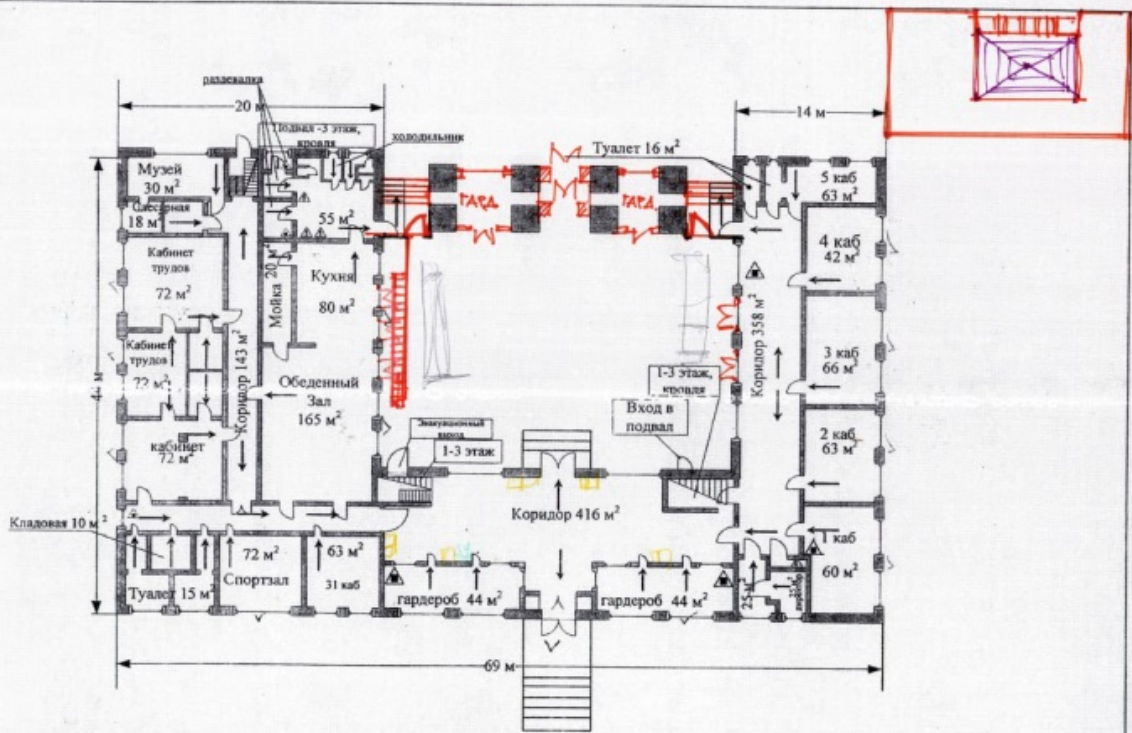 раздевалка
20 м
Подвал -3 этаж,
кровля
холодильник
Туалет 16 м²
14 м
Музей
30 м²
Слесарная
18 м²
55 м²
ГАРД.
ГАРД.
5 каб
63 м²
4 каб
42 м²
Кабинет
трудов
72 м²
Мойка 20 м²
Кухня
80 м²
Коридор 143 м²
Коридор 358 м²
3 каб
66 м²
Кабинет
трудов
72 м²
Обеденный
Зал
165 м²
1-3 этаж,
кровля
Вход в
подвал
2 каб
63 м²
кабинет
72 м²
Эвакуационный
выход
1-3 этаж
Кладовая 10 м²
Коридор 416 м²
1 каб
60 м²
72 м²
Спортзал
63 м²
31 каб
Туалет 15 м²
гардероб 44 м²
гардероб 44 м²
25 м²
25 м²
69 м